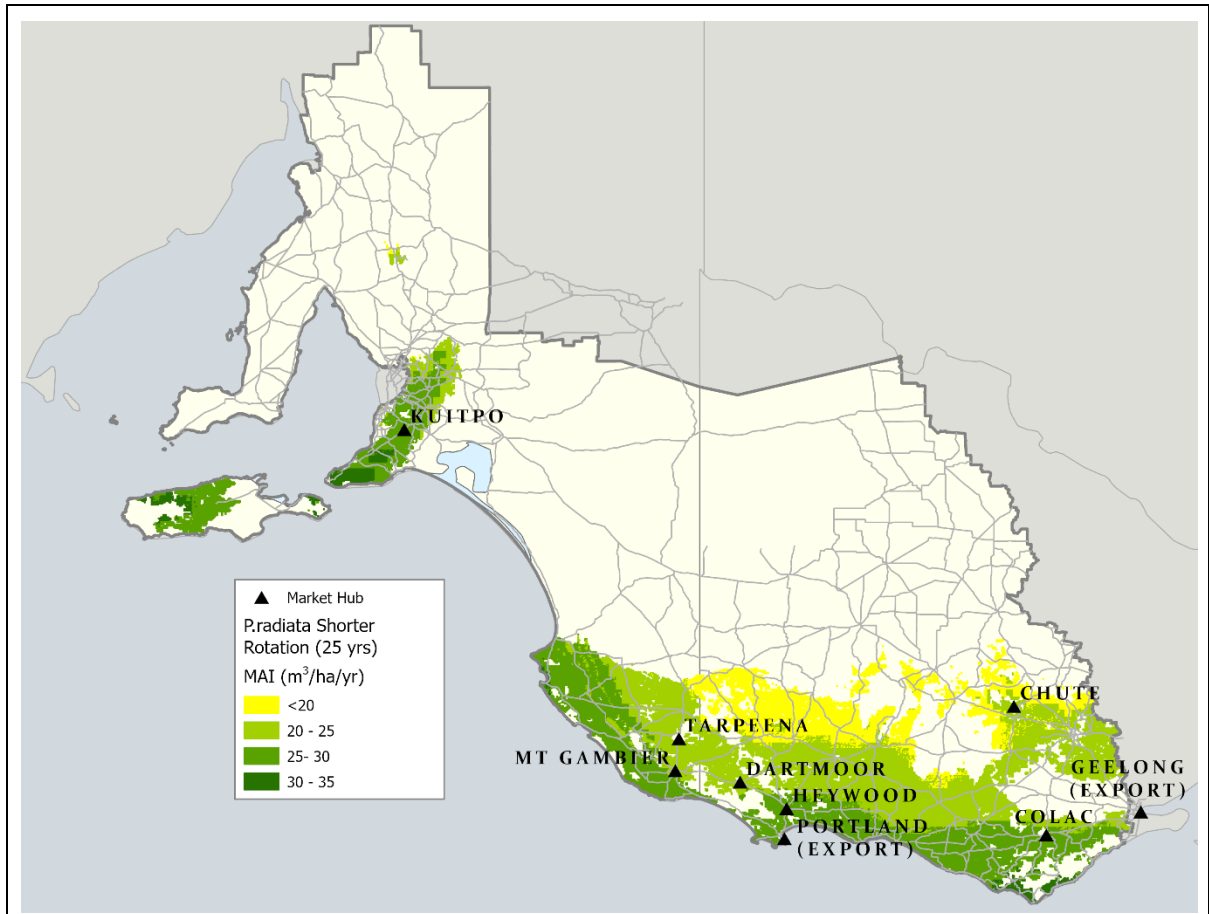 KUITPO
Market Hub
P.radiata Shorter
Rotation (25 yrs)
MAI (m³/ha/yr)
<20
20 - 25
25- 30
30 - 35
CHUTE
TARPEENA
MT GAMBIER
DARTMOOR
GEELONG
(EXPORT)
HEYWOOD
COLAC
PORTLAND
(EXPORT)